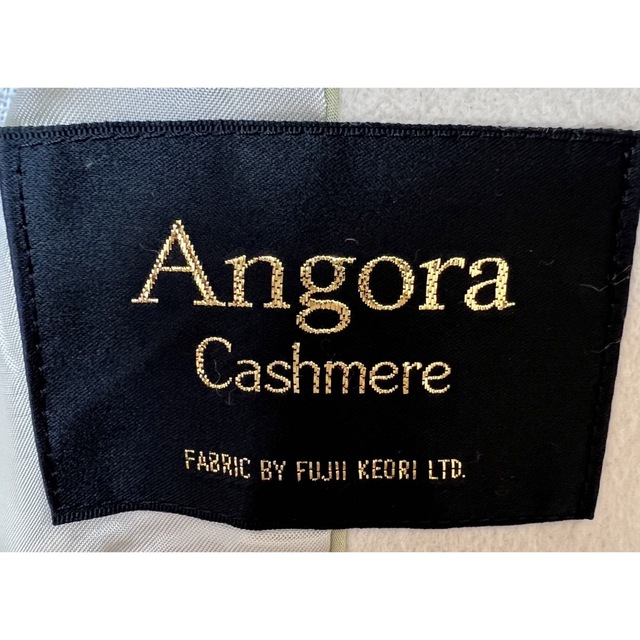 Angora
Cashmere
FABRIC BY FUJII KEORI LTD.